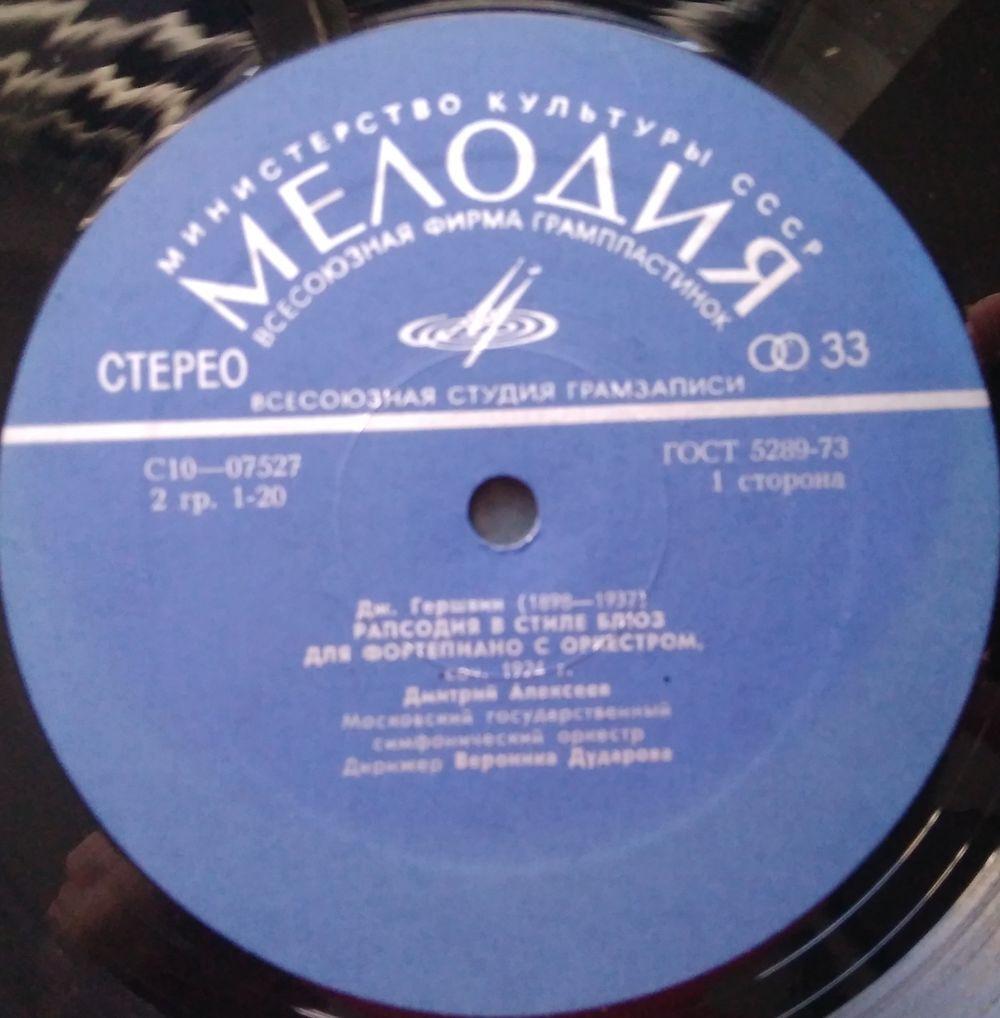 МИНИСТЕРСТВО КУЛЬТУРЫ СССР
МЕЛОДИЯ
ВСЕСОЮЗНАЯ ФИРМА ГРАМПЛАСТИНОК
СТЕРЕО
33
ВСЕСОЮЗНАЯ СТУДИЯ ГРАМЗАПИСИ
С10—07527
ГОСТ 5289-73
2 гр. 1-20
1 сторона
Дж. Гершвин (1898—1937)
РАПСОДИЯ В СТИЛЕ БЛЮЗ
ДЛЯ ФОРТЕПИАНО С ОРКЕСТРОМ,
соч. 1924 г.
Дмитрий Алексеев
Московский государственный
симфонический оркестр
Дирижер Вероника Дударова